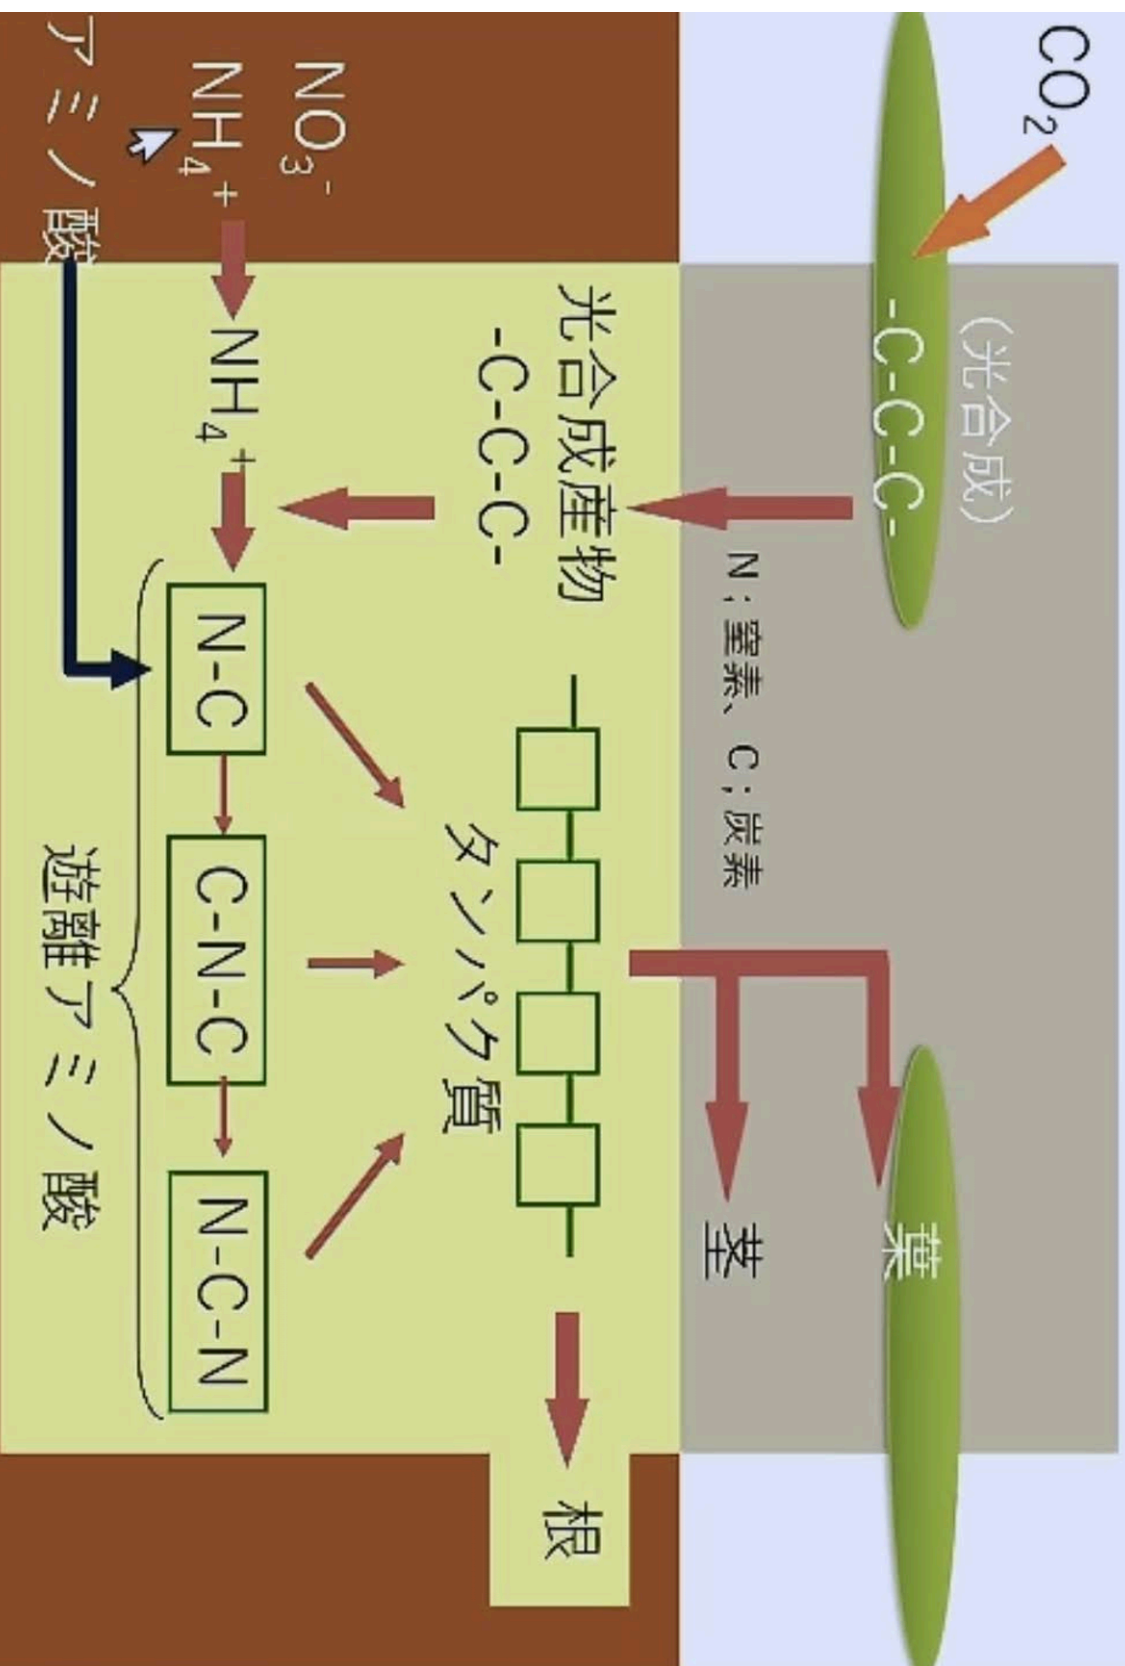 CO₂
(光合成)
-C-C-C-
葉
N；窒素、C；炭素
茎
光合成産物
-C-C-C-
タンパク質
根
NO₃⁻
NH₄⁺
NH₄⁺
N-C
C-N-C
N-C-N
アミノ酸
遊離アミノ酸